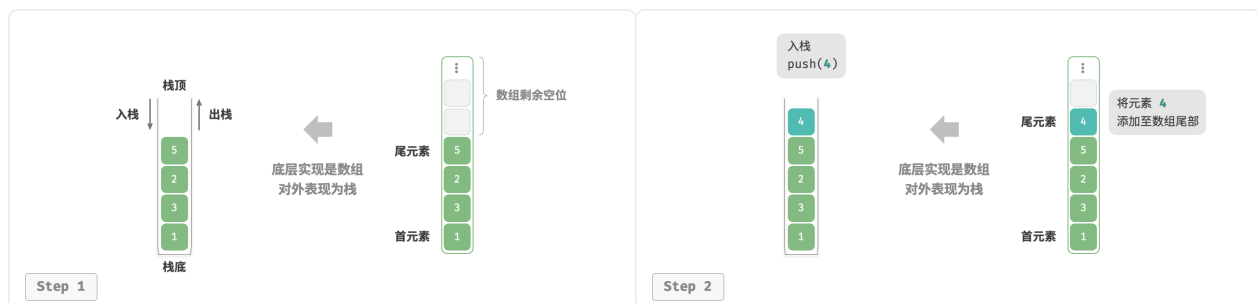 栈顶
入栈
出栈
5
2
3
1
栈底
底层实现是数组
对外表现为栈
⋮
数组剩余空位
尾元素
5
2
3
首元素
1
Step 1
入栈
push(4)
4
5
2
3
1
底层实现是数组
对外表现为栈
⋮
尾元素
4
5
2
3
首元素
1
将元素 4
添加至数组尾部
Step 2